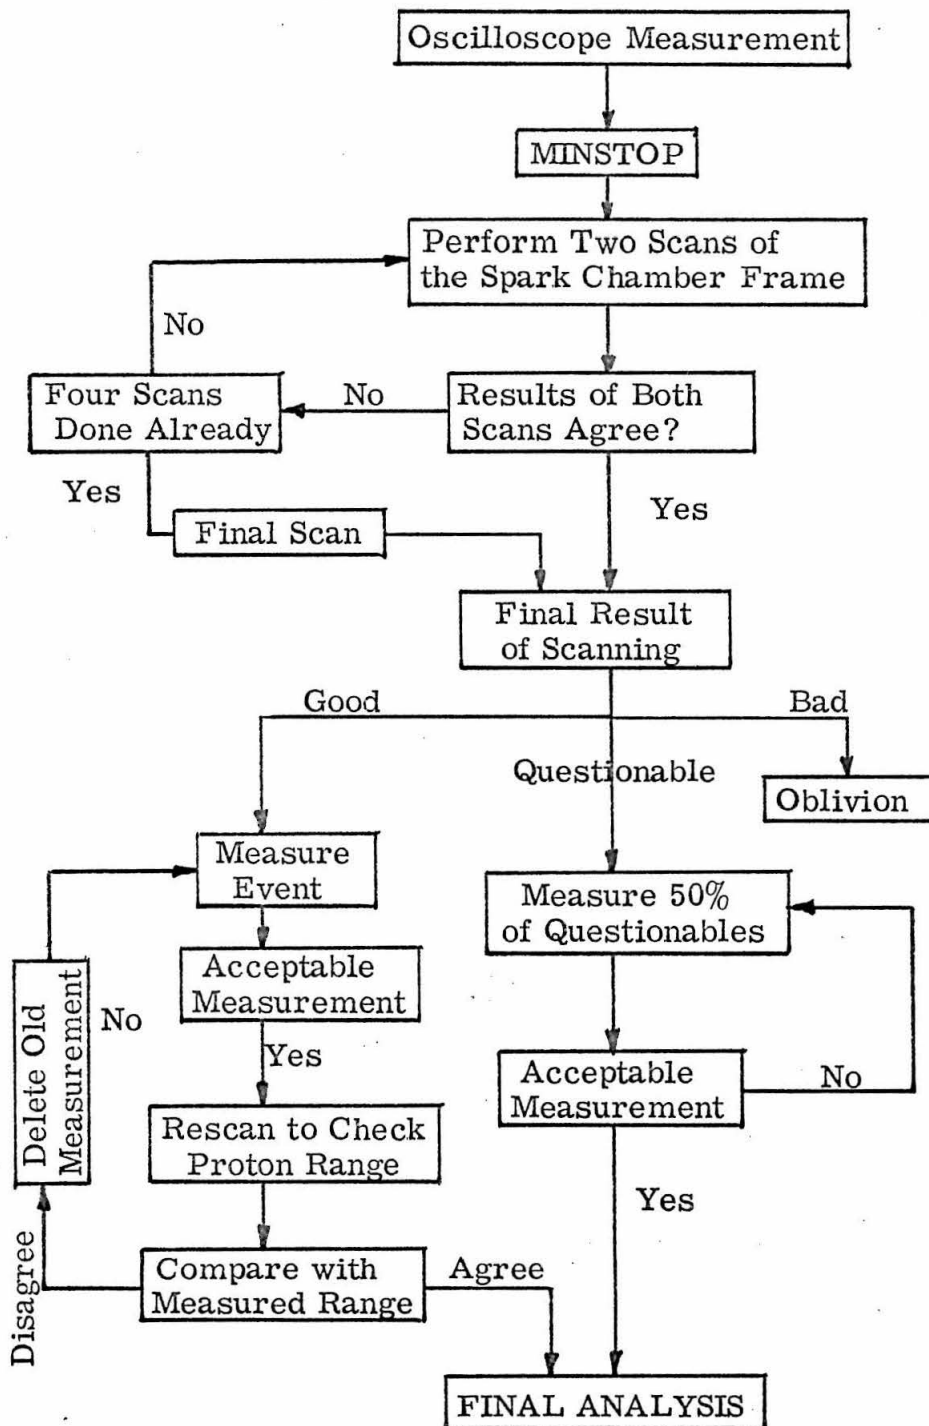 Oscilloscope Measurement
MINSTOP
Perform Two Scans of
the Spark Chamber Frame
No
Four Scans
Done Already
No
Results of Both
Scans Agree?
Yes
Final Scan
Yes
Final Result
of Scanning
Good
Bad
Questionable
Oblivion
Measure
Event
Measure 50%
of Questionables
Delete Old
Measurement
No
Acceptable
Measurement
Yes
Acceptable
Measurement
No
Rescan to Check
Proton Range
Yes
Disagree
Compare with
Measured Range
Agree
FINAL ANALYSIS